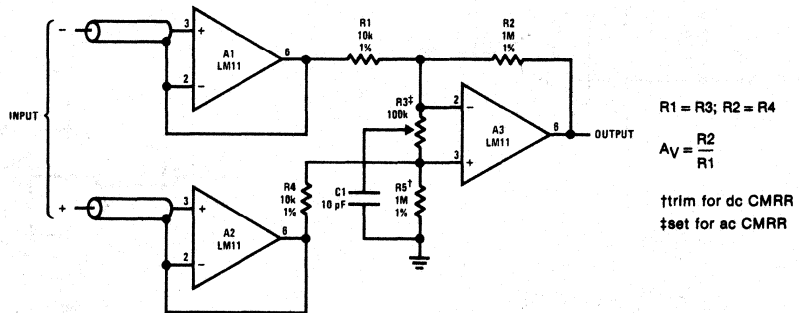 INPUT
−
+
3
+
A1
LM11
2
−
6
R1
10k
1%
R2
1M
1%
R3‡
100k
2
−
A3
LM11
3
+
6
OUTPUT
3
+
A2
LM11
2
−
6
R4
10k
1%
C1
10 pF
R5†
1M
1%
R1 = R3; R2 = R4
AV = R2
R1
†trim for dc CMRR
‡set for ac CMRR